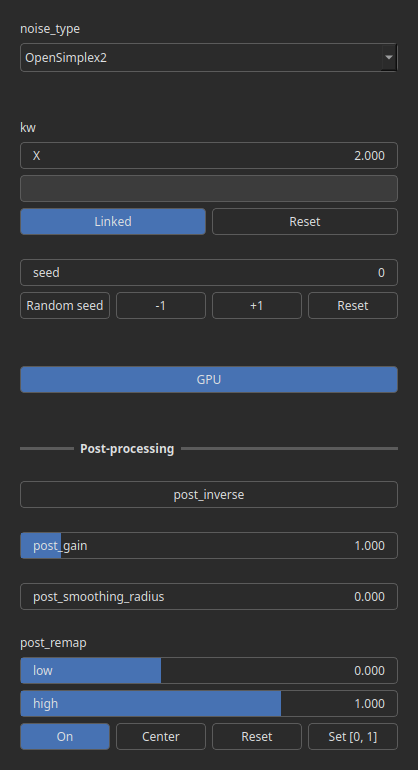 noise_type
OpenSimplex2
kw
X 2.000
Linked Reset
seed 0
Random seed -1 +1 Reset
GPU
Post-processing
post_inverse
post_gain 1.000
post_smoothing_radius 0.000
post_remap
low 0.000
high 1.000
On Center Reset Set [0, 1]